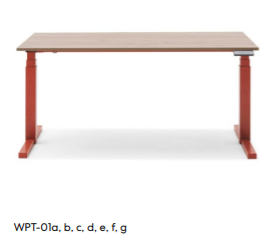 WPT-01a, b, c, d, e, f, g